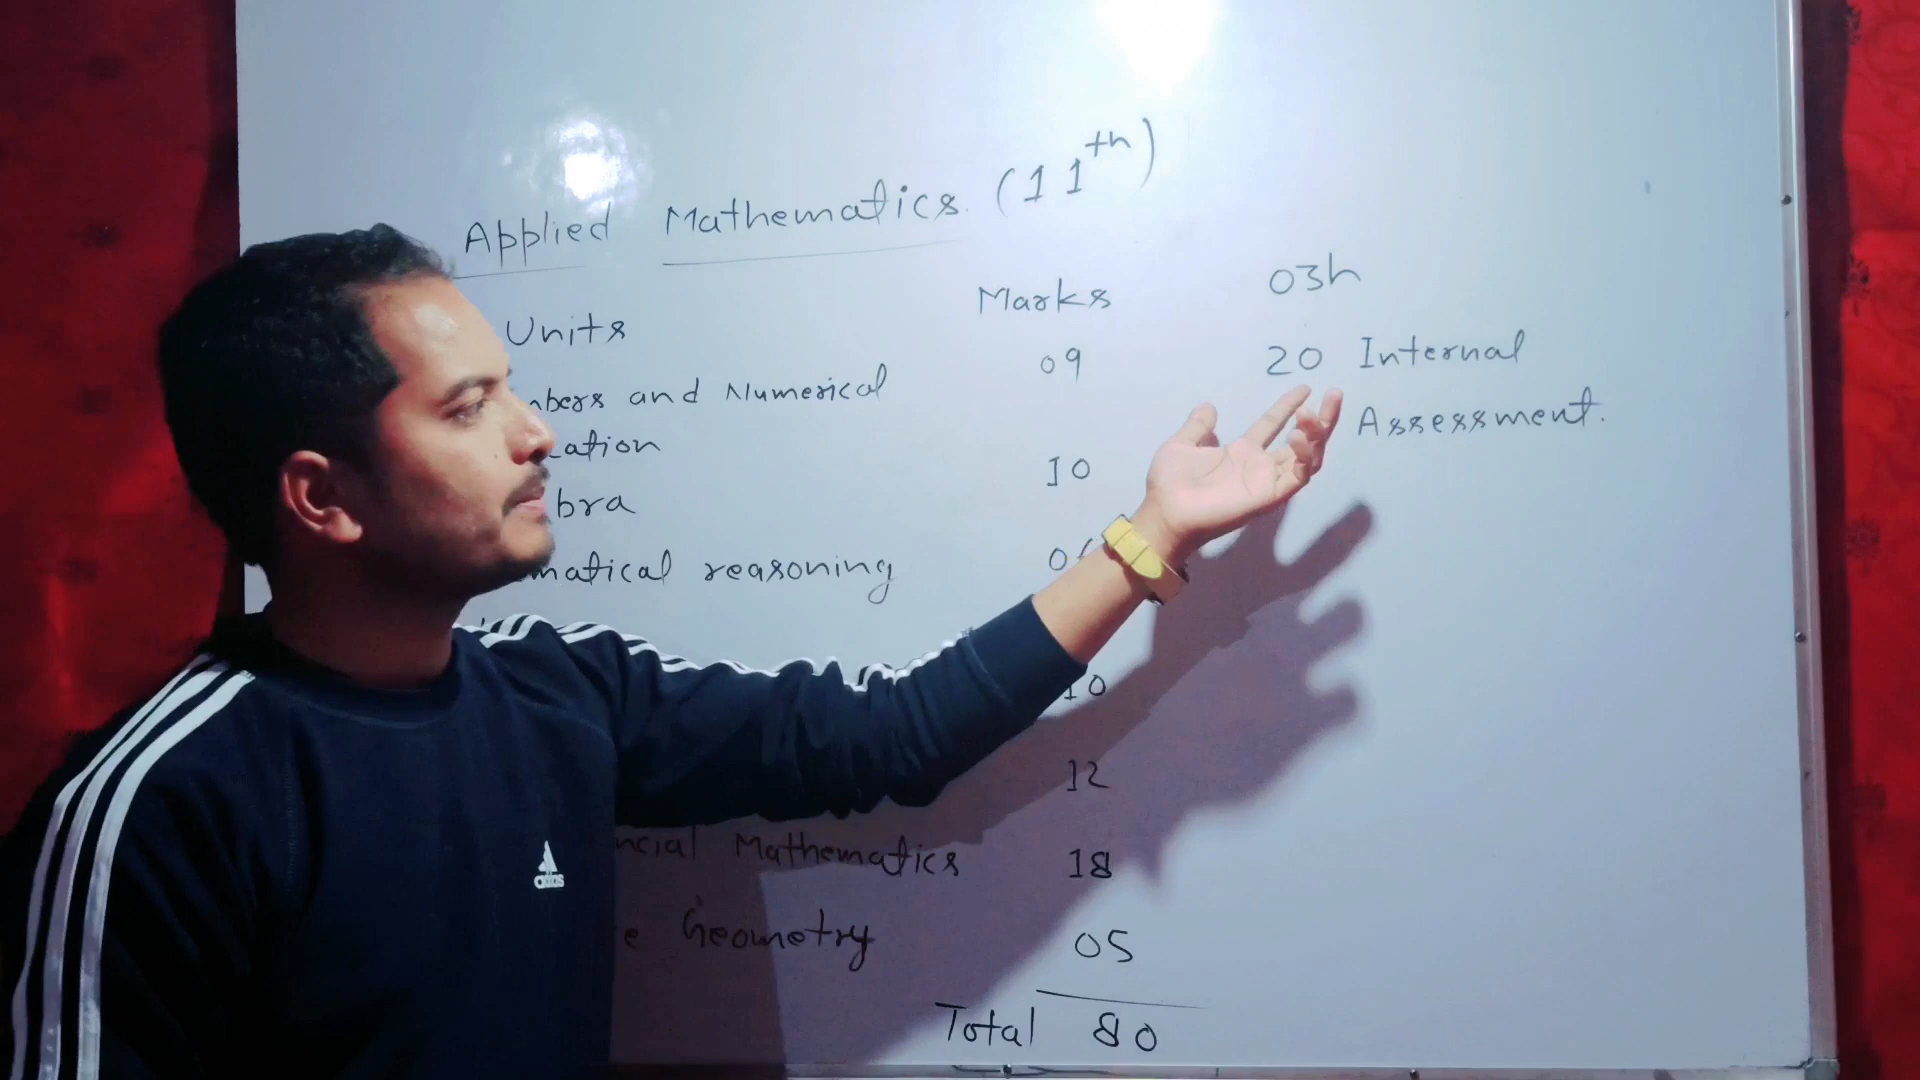 Applied Mathematics. (11th)
Units Marks 03h
and Numerical 09 20 Internal
Assessment.
10
reasoning
10
12
Mathematics 18
Geometry 05
Total 80
adidas